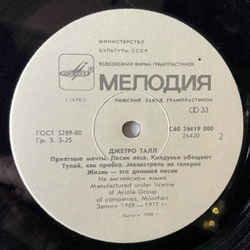 МИНИСТЕРСТВО
КУЛЬТУРЫ СССР
ВСЕСОЮЗНАЯ ФИРМА ГРАМПЛАСТИНОК
МЕЛОДИЯ
СТЕРЕО
РИЖСКИЙ ЗАВОД ГРАМПЛАСТИНОК
33
ГОСТ 5289-80
Гр. 3. 3-25
С60 26419 000
26420
2
ДЖЕТРО ТАЛЛ
Приятные мечты. Песни леса. Колдуньи обещают
Тупой, как пробка. Менестрель на галерее
Жизнь — это длинная песня
На английском языке
Manufactured under license
of Ariola Group
of companies, München
Записи 1969—1977 гг.
Выпуск 1988 г.